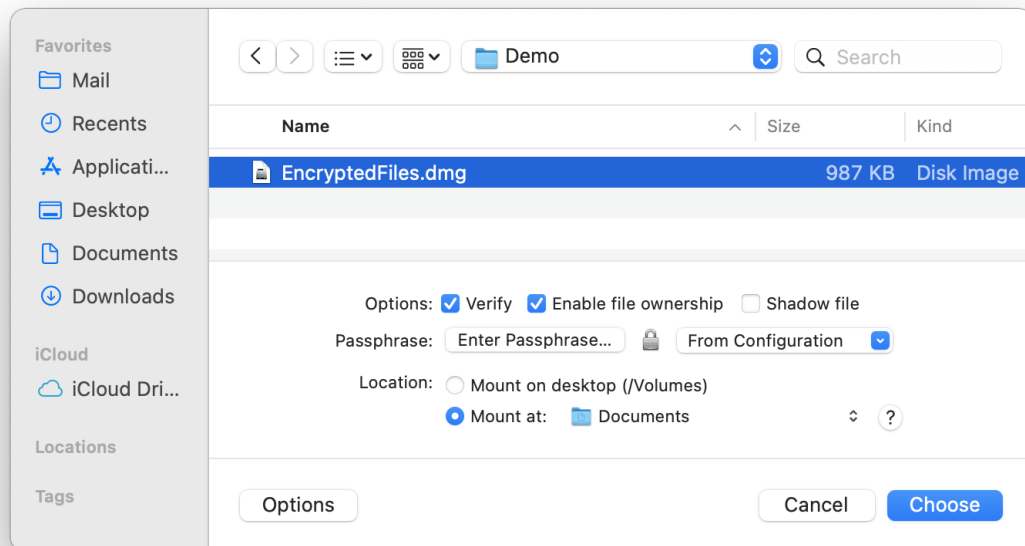 Favorites
Mail
Recents
Applicati...
Desktop
Documents
Downloads
iCloud
iCloud Dri...
Locations
Tags
Demo
Search
Name Size Kind
EncryptedFiles.dmg 987 KB Disk Image
Options: Verify Enable file ownership Shadow file
Passphrase: Enter Passphrase... From Configuration
Location: Mount on desktop (/Volumes)
Mount at: Documents ?
Options Cancel Choose